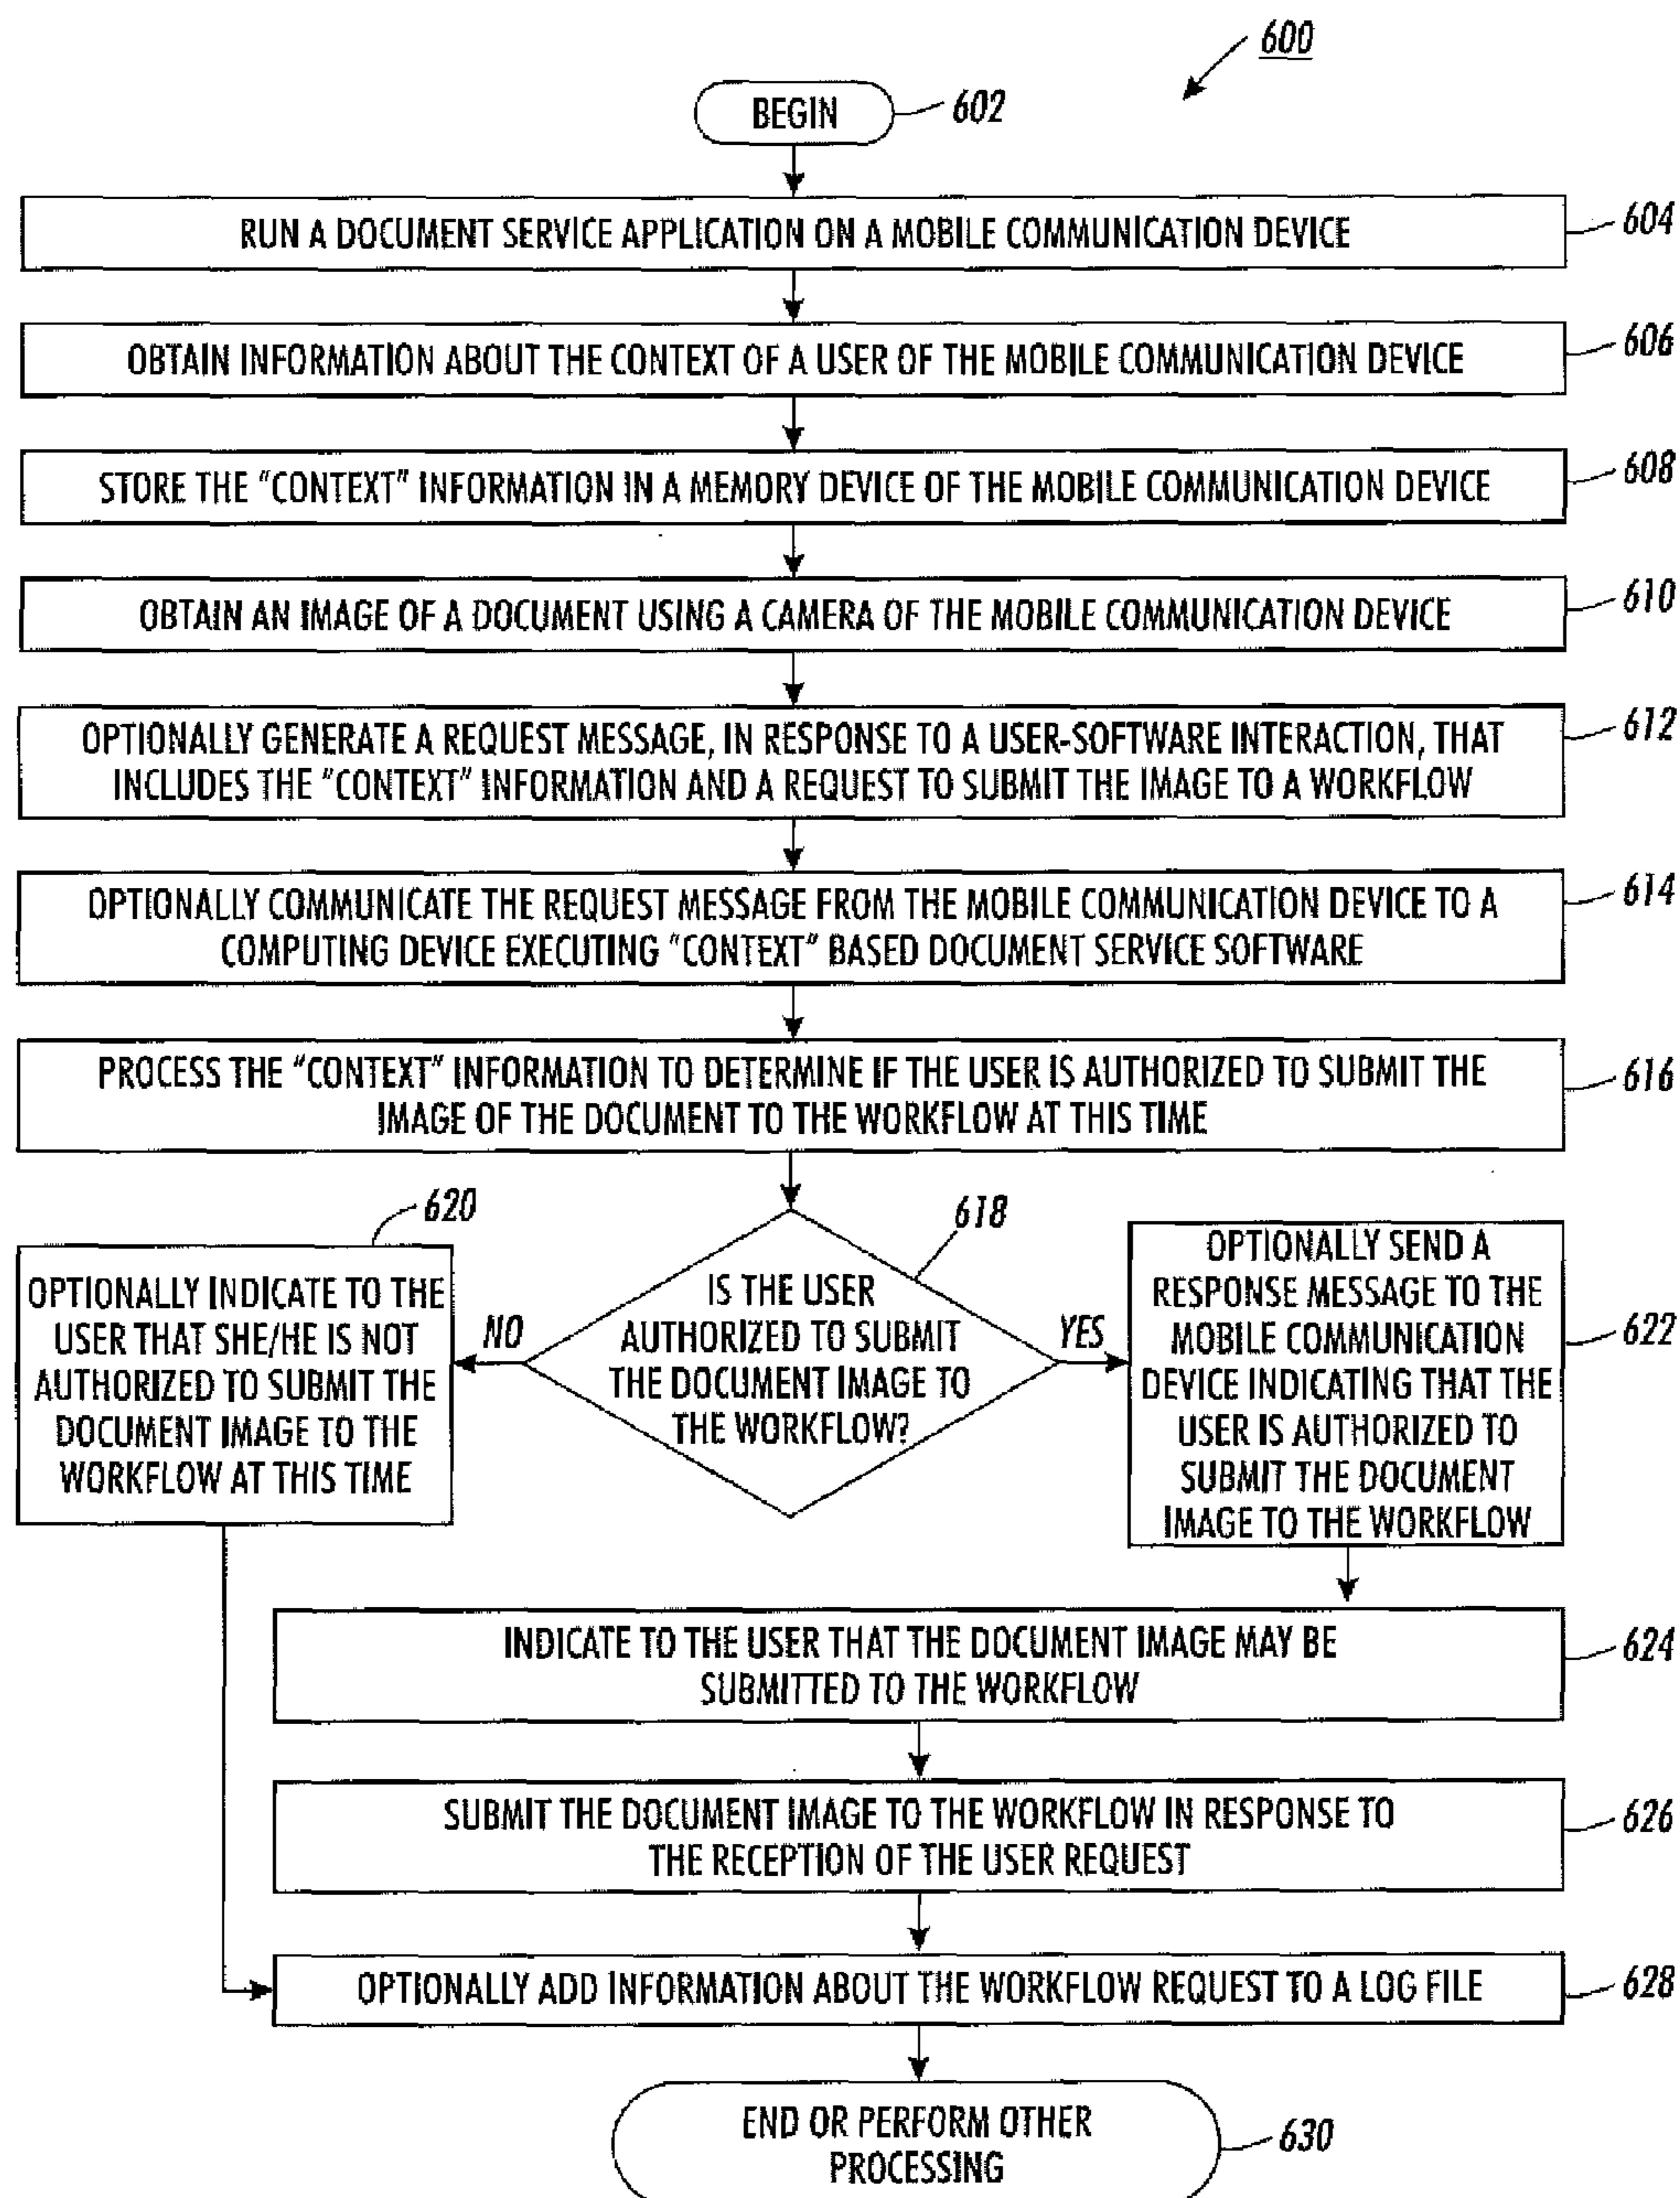 600
BEGIN
602
RUN A DOCUMENT SERVICE APPLICATION ON A MOBILE COMMUNICATION DEVICE
604
OBTAIN INFORMATION ABOUT THE CONTEXT OF A USER OF THE MOBILE COMMUNICATION DEVICE
606
STORE THE "CONTEXT" INFORMATION IN A MEMORY DEVICE OF THE MOBILE COMMUNICATION DEVICE
608
OBTAIN AN IMAGE OF A DOCUMENT USING A CAMERA OF THE MOBILE COMMUNICATION DEVICE
610
OPTIONALLY GENERATE A REQUEST MESSAGE, IN RESPONSE TO A USER-SOFTWARE INTERACTION, THAT
INCLUDES THE "CONTEXT" INFORMATION AND A REQUEST TO SUBMIT THE IMAGE TO A WORKFLOW
612
OPTIONALLY COMMUNICATE THE REQUEST MESSAGE FROM THE MOBILE COMMUNICATION DEVICE TO A
COMPUTING DEVICE EXECUTING "CONTEXT" BASED DOCUMENT SERVICE SOFTWARE
614
PROCESS THE "CONTEXT" INFORMATION TO DETERMINE IF THE USER IS AUTHORIZED TO SUBMIT THE
IMAGE OF THE DOCUMENT TO THE WORKFLOW AT THIS TIME
616
620
OPTIONALLY INDICATE TO THE
USER THAT SHE/HE IS NOT
AUTHORIZED TO SUBMIT THE
DOCUMENT IMAGE TO THE
WORKFLOW AT THIS TIME
NO
618
IS THE USER
AUTHORIZED TO SUBMIT
THE DOCUMENT IMAGE TO
THE WORKFLOW?
YES
OPTIONALLY SEND A
RESPONSE MESSAGE TO THE
MOBILE COMMUNICATION
DEVICE INDICATING THAT THE
USER IS AUTHORIZED TO
SUBMIT THE DOCUMENT
IMAGE TO THE WORKFLOW
622
INDICATE TO THE USER THAT THE DOCUMENT IMAGE MAY BE
SUBMITTED TO THE WORKFLOW
624
SUBMIT THE DOCUMENT IMAGE TO THE WORKFLOW IN RESPONSE TO
THE RECEPTION OF THE USER REQUEST
626
OPTIONALLY ADD INFORMATION ABOUT THE WORKFLOW REQUEST TO A LOG FILE
628
END OR PERFORM OTHER
PROCESSING
630